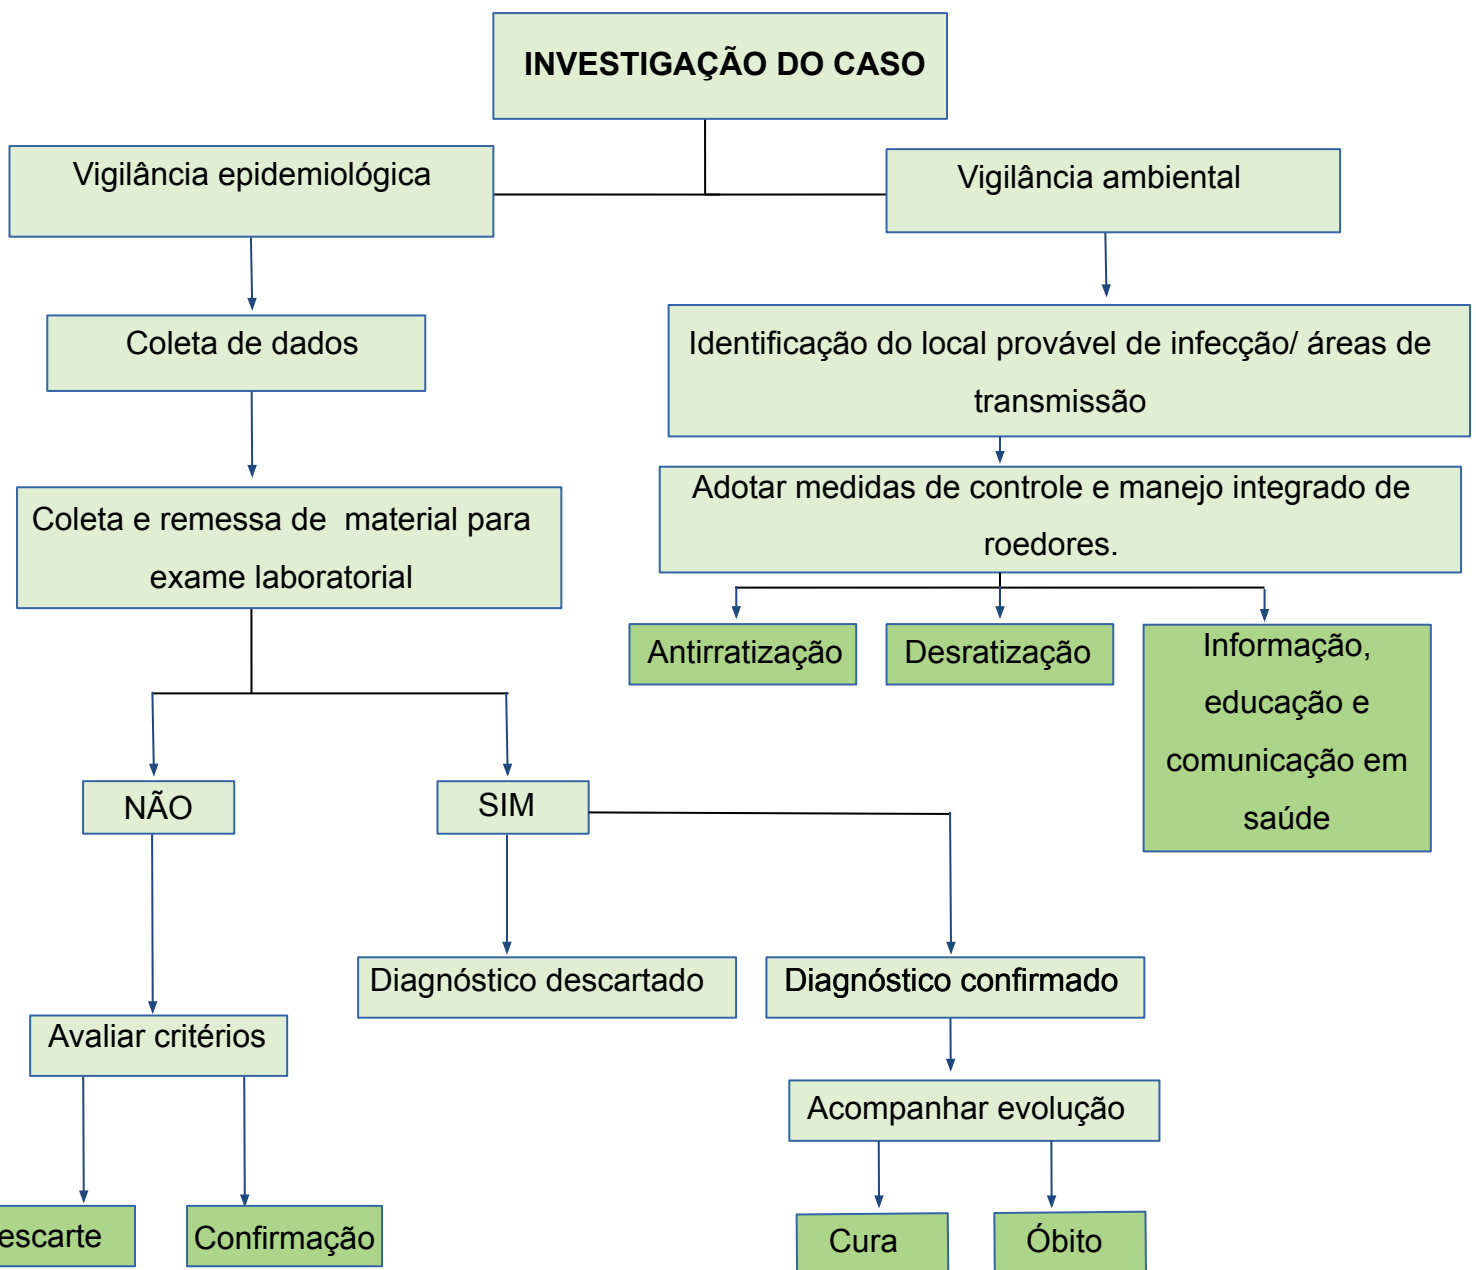 INVESTIGAÇÃO DO CASO
Vigilância epidemiológica
Vigilância ambiental
Coleta de dados
Identificação do local provável de infecção/ áreas de
transmissão
Coleta e remessa de  material para
exame laboratorial
Adotar medidas de controle e manejo integrado de
roedores.
Antirratização
Desratização
Informação,
educação e
comunicação em
saúde
NÃO
SIM
Diagnóstico descartado
Diagnóstico confirmado
Avaliar critérios
Acompanhar evolução
escarte
Confirmação
Cura
Óbito